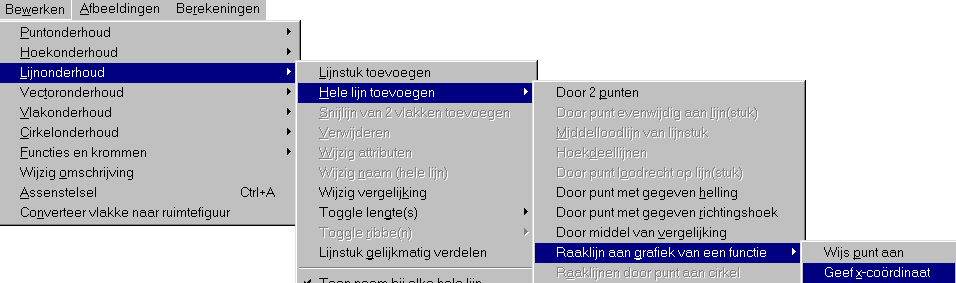 Bewerken Afbeeldingen Berekeningen
Puntonderhoud
Hoekonderhoud
Lijnonderhoud
Vectoronderhoud
Vlakonderhoud
Cirkelonderhoud
Functies en krommen
Wijzig omschrijving
Assenstelsel Ctrl+A
Converteer vlakke naar ruimtefiguur
Lijnstuk toevoegen
Hele lijn toevoegen
Snijlijn van 2 vlakken toevoegen
Verwijderen
Wijzig attributen
Wijzig naam (hele lijn)
Wijzig vergelijking
Toggle lengte(s)
Toggle ribbe(n)
Lijnstuk gelijkmatig verdelen
Toon naam bij elke hele lijn
Door 2 punten
Door punt evenwijdig aan lijn(stuk)
Middelloodlijn van lijnstuk
Hoekdeellijnen
Door punt loodrecht op lijn(stuk)
Door punt met gegeven helling
Door punt met gegeven richtingshoek
Door middel van vergelijking
Raaklijn aan grafiek van een functie
Raaklijnen door punt aan cirkel
Wijs punt aan
Geef x-coördinaat